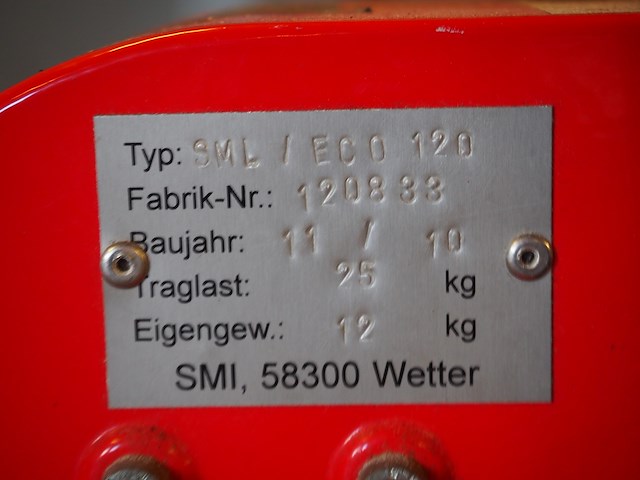 Typ: SML / ECO 120
Fabrik-Nr.: 120833
Baujahr: 11 / 10
Traglast: 25 kg
Eigengew.: 12 kg
SMI, 58300 Wetter